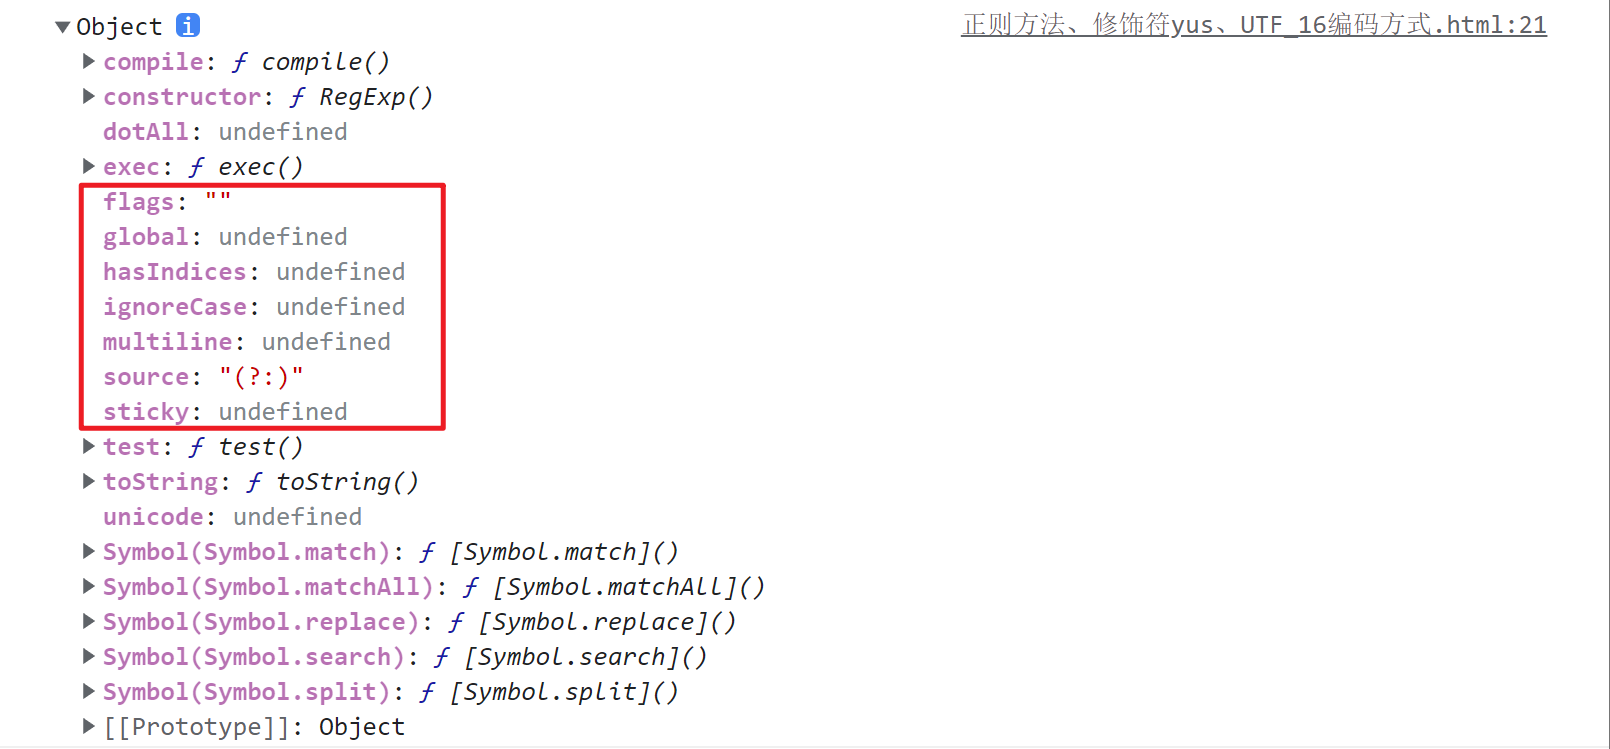 ▼Object i 正则方法、修饰符yus、UTF_16编码方式.html:21
▶compile: ƒ compile()
▶constructor: ƒ RegExp()
dotAll: undefined
▶exec: ƒ exec()
flags: ""
global: undefined
hasIndices: undefined
ignoreCase: undefined
multiline: undefined
source: "(?:)"
sticky: undefined
▶test: ƒ test()
▶toString: ƒ toString()
unicode: undefined
▶Symbol(Symbol.match): ƒ [Symbol.match]()
▶Symbol(Symbol.matchAll): ƒ [Symbol.matchAll]()
▶Symbol(Symbol.replace): ƒ [Symbol.replace]()
▶Symbol(Symbol.search): ƒ [Symbol.search]()
▶Symbol(Symbol.split): ƒ [Symbol.split]()
▶[[Prototype]]: Object